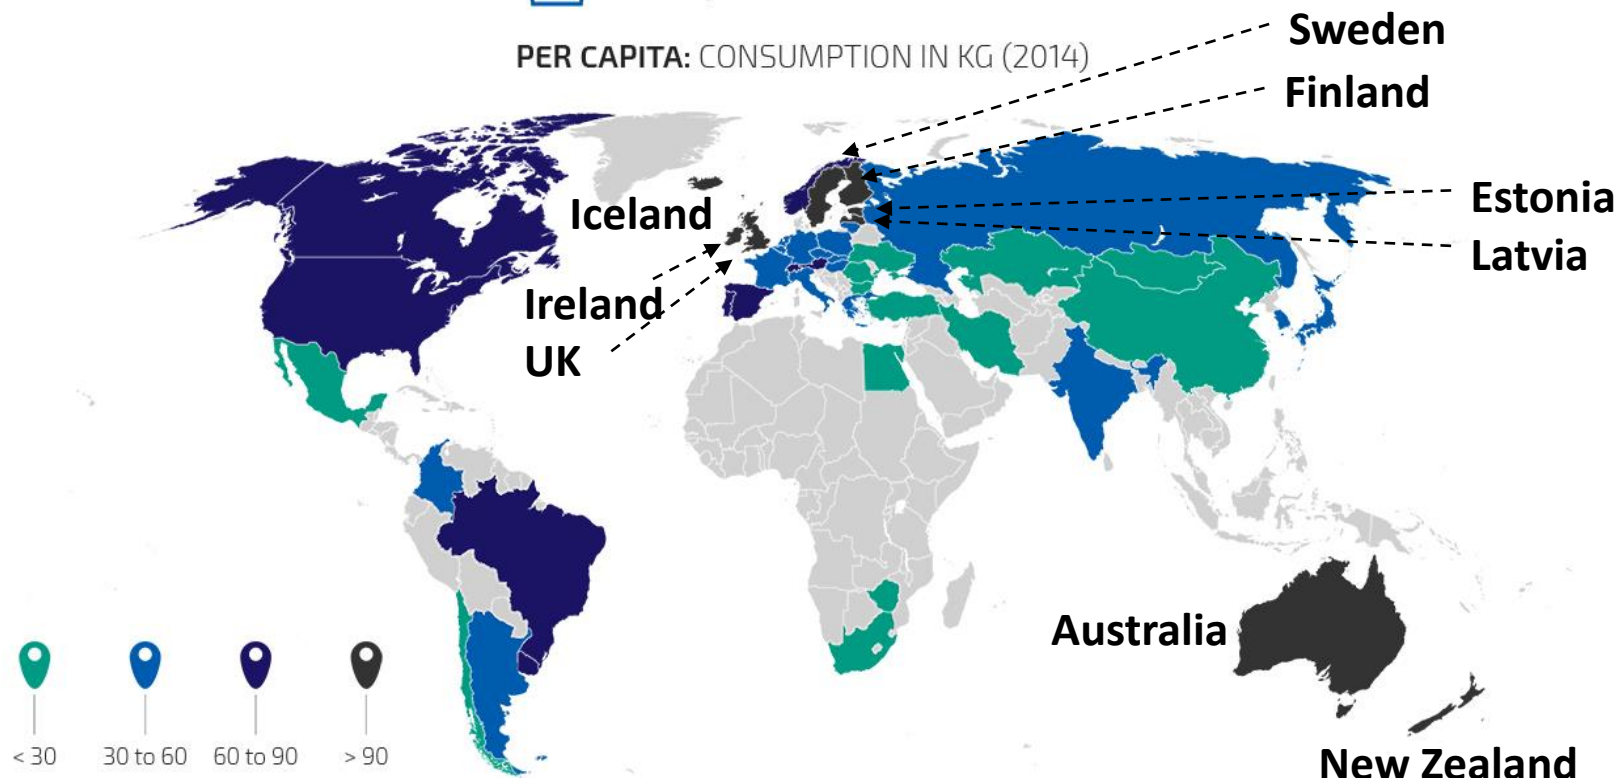 PER CAPITA: CONSUMPTION IN KG (2014)
Sweden
Finland
Estonia
Latvia
Iceland
Ireland
UK
Australia
New Zealand
< 30
30 to 60
60 to 90
> 90